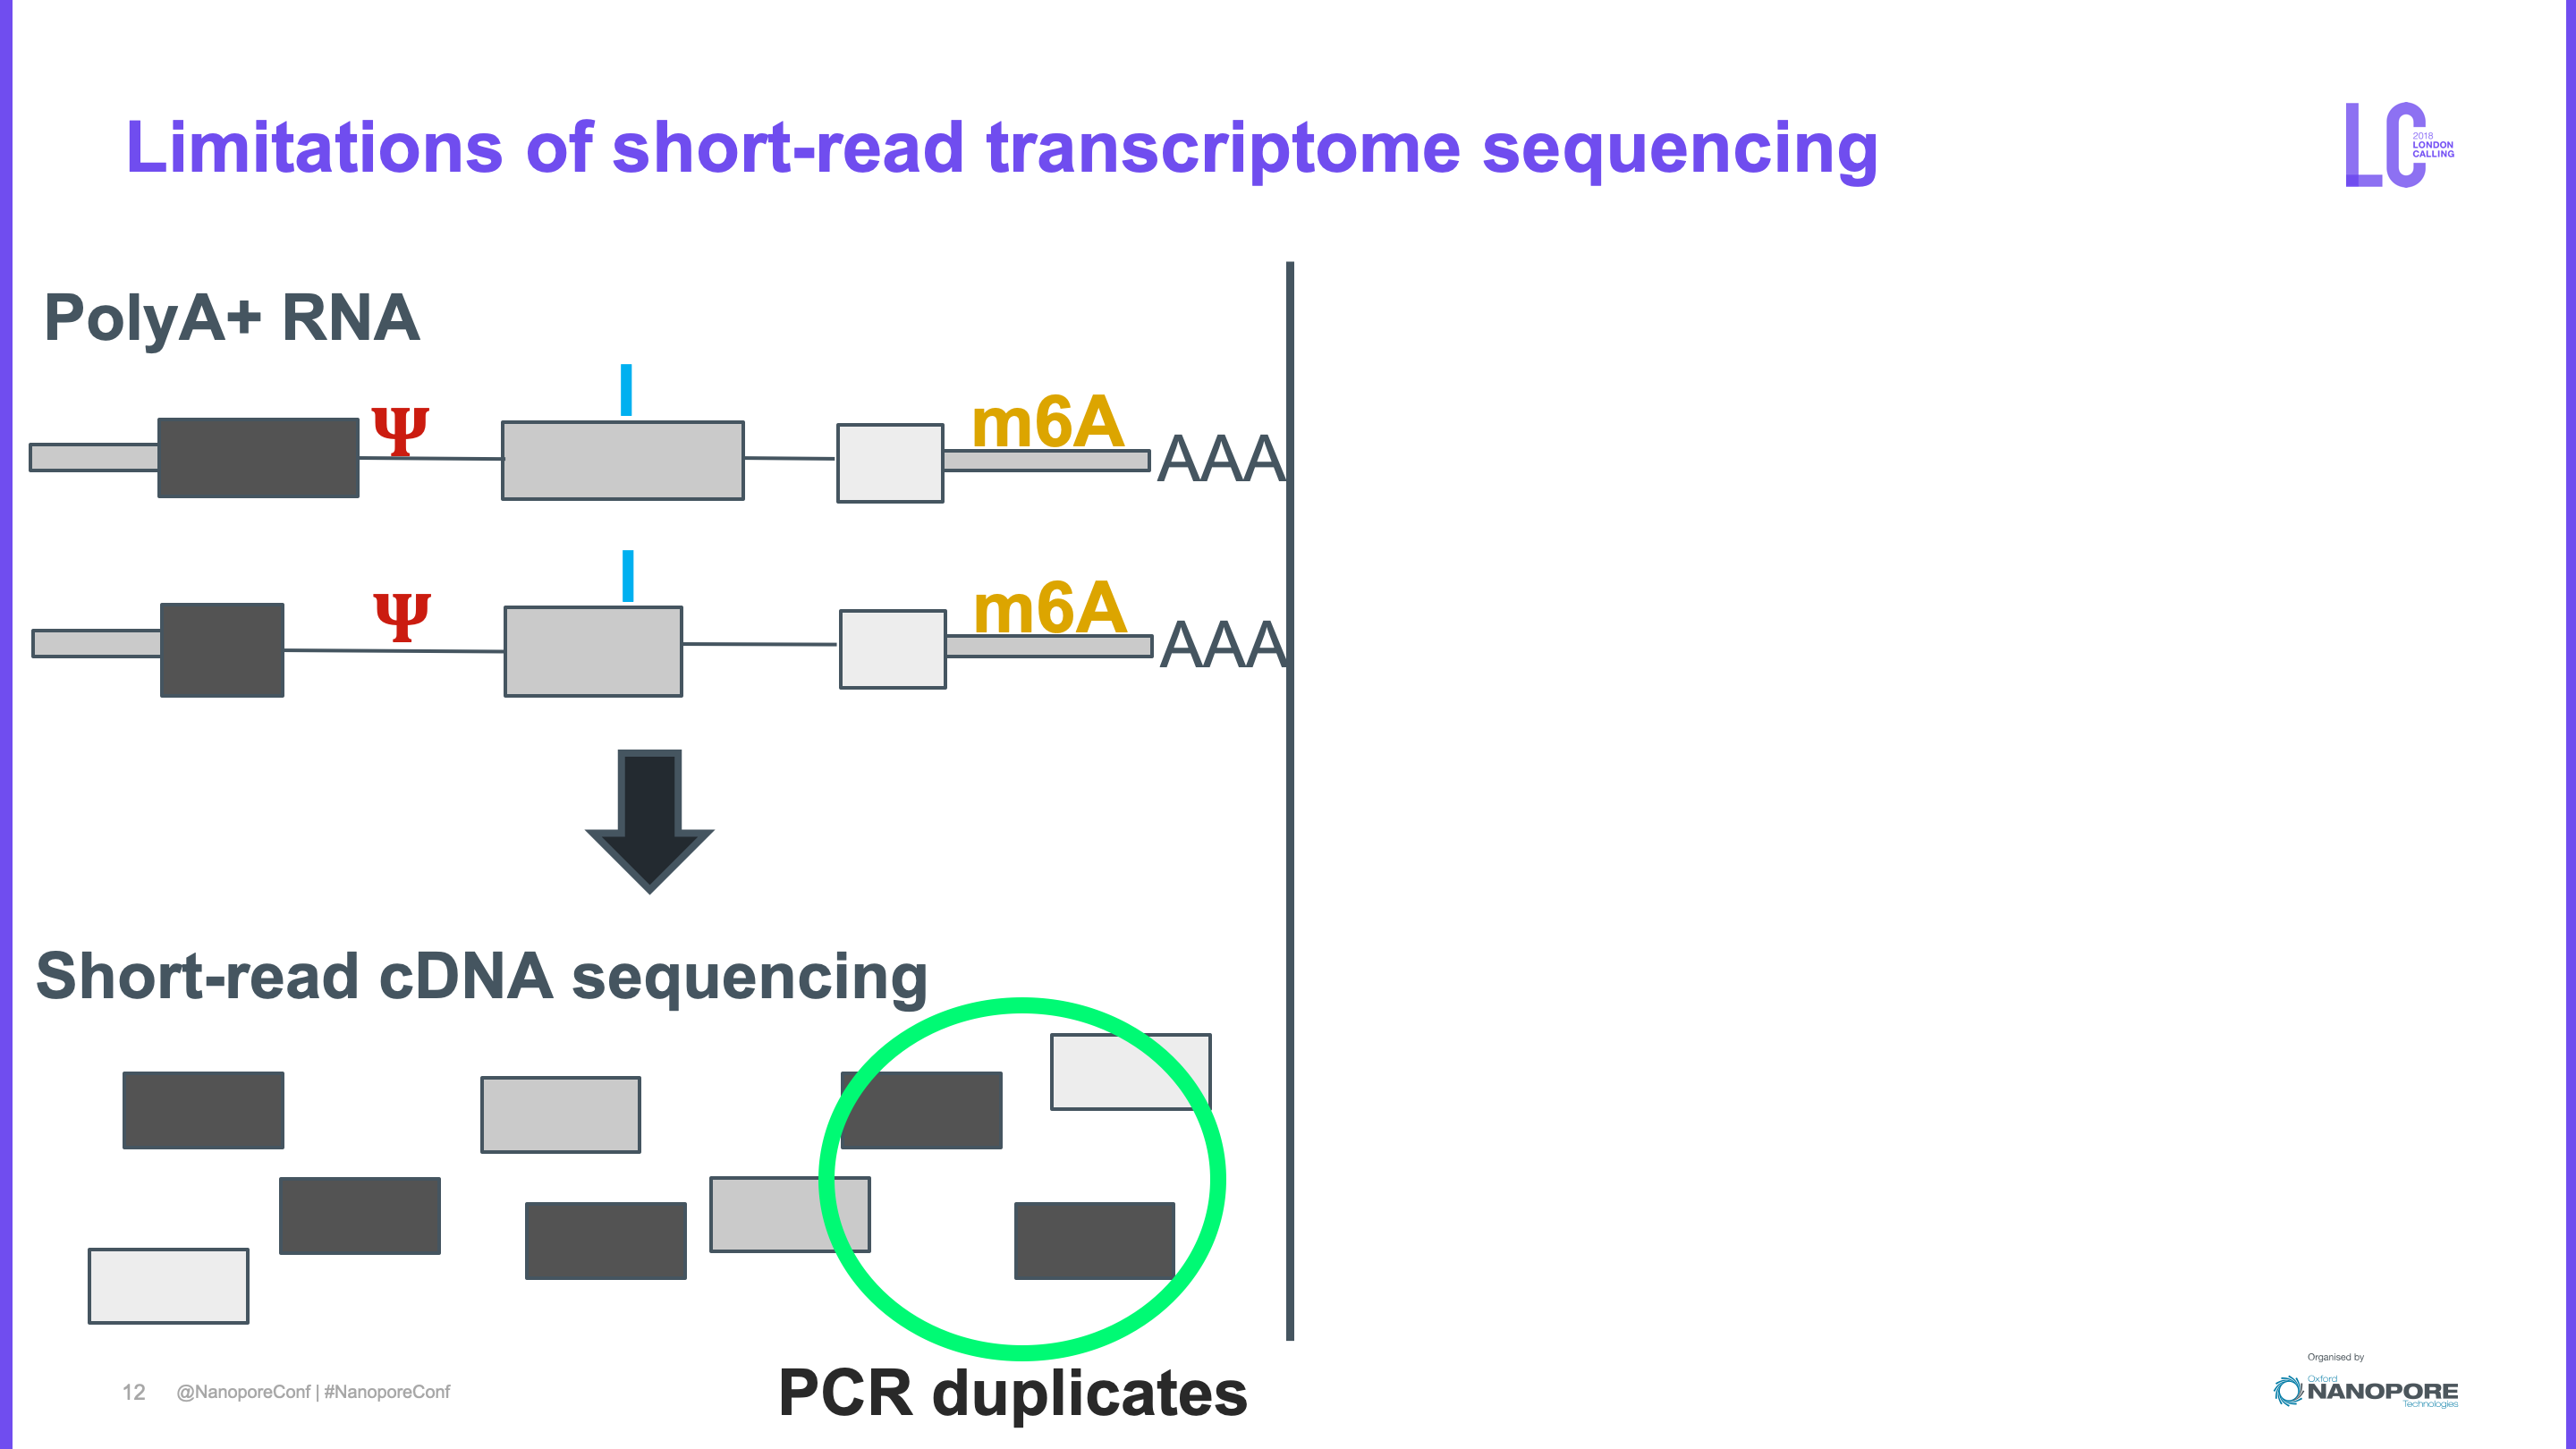 Limitations of short-read transcriptome sequencing
LC
2018
LONDON
CALLING
PolyA+ RNA
Ψ
I
m6A
AAA
Ψ
I
m6A
AAA
Short-read cDNA sequencing
PCR duplicates
12 @NanoporeConf | #NanoporeConf
Organised by
Oxford
NANOPORE
Technologies